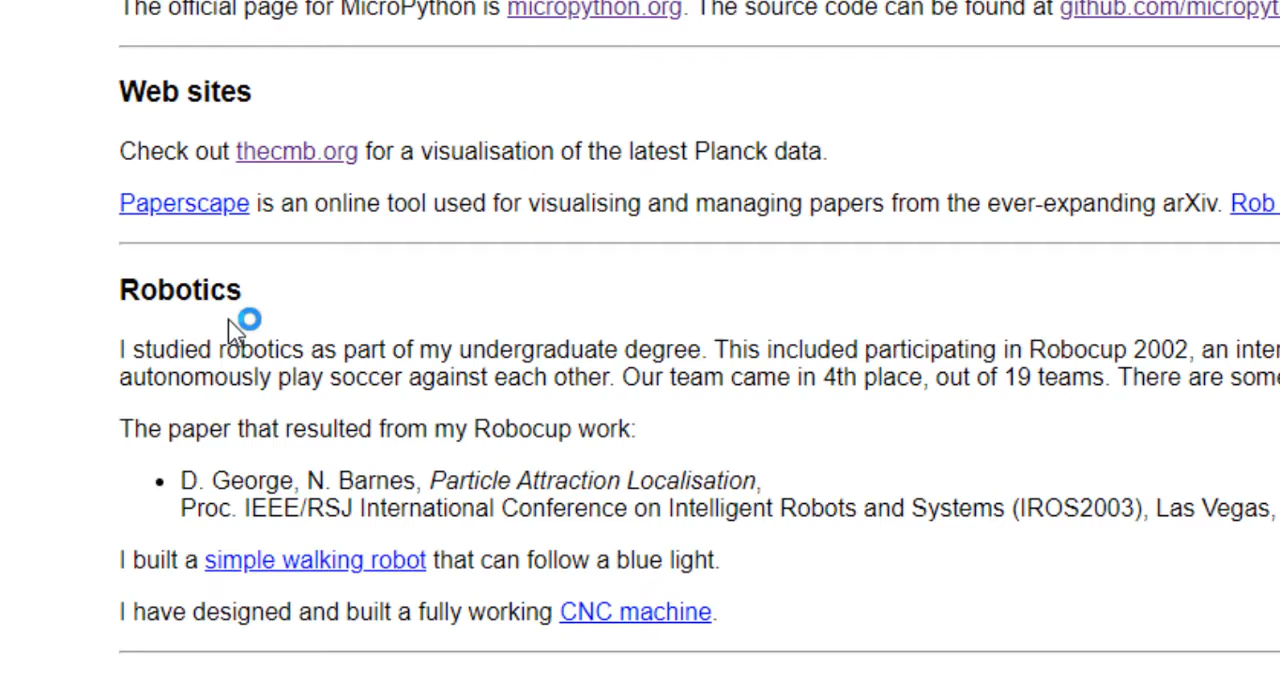 The official page for MicroPython is micropython.org. The source code can be found at github.com/micropyt
Web sites
Check out thecmb.org for a visualisation of the latest Planck data.
Paperscape is an online tool used for visualising and managing papers from the ever-expanding arXiv. Rob
Robotics
I studied robotics as part of my undergraduate degree. This included participating in Robocup 2002, an inter
autonomously play soccer against each other. Our team came in 4th place, out of 19 teams. There are some
The paper that resulted from my Robocup work:
• D. George, N. Barnes, Particle Attraction Localisation,
Proc. IEEE/RSJ International Conference on Intelligent Robots and Systems (IROS2003), Las Vegas,
I built a simple walking robot that can follow a blue light.
I have designed and built a fully working CNC machine.